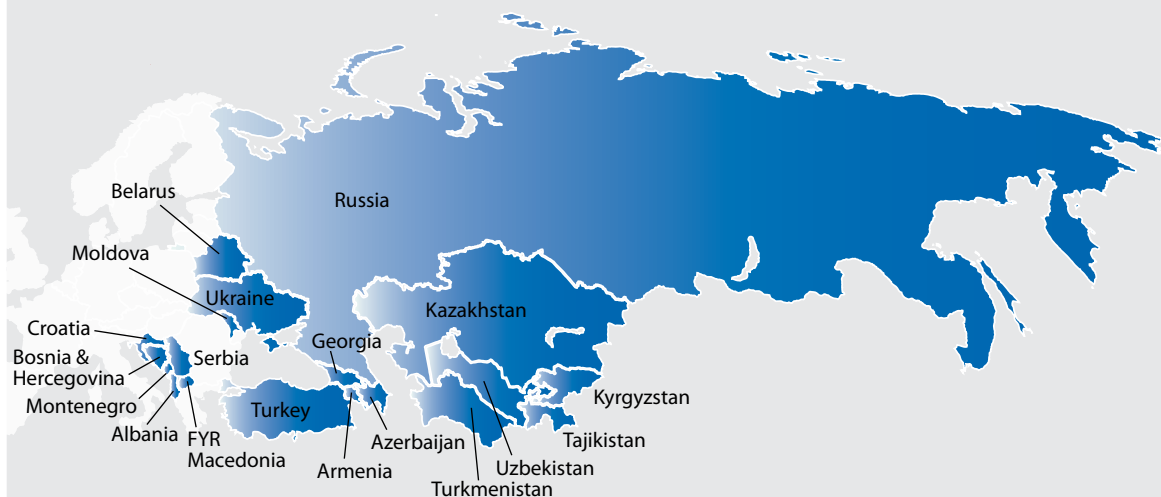 Belarus
Russia
Moldova
Ukraine
Kazakhstan
Croatia
Georgia
Bosnia &
Hercegovina
Serbia
Montenegro
Kyrgyzstan
Turkey
Albania
FYR
Macedonia
Azerbaijan
Tajikistan
Armenia
Uzbekistan
Turkmenistan